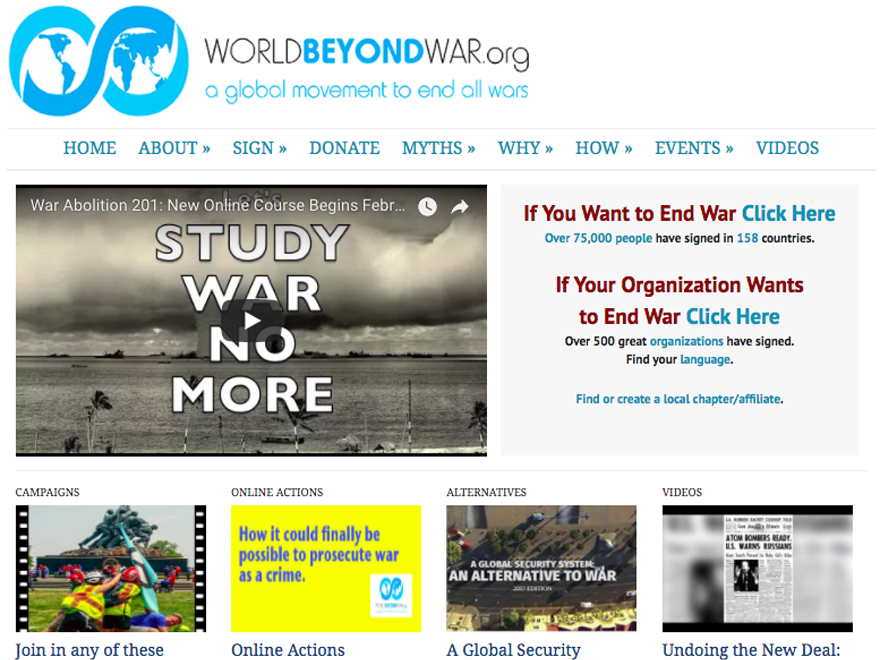 WORLDBEYONDWAR.org
a global movement to end all wars
HOME ABOUT » SIGN » DONATE MYTHS » WHY » HOW » EVENTS » VIDEOS
War Abolition 201: New Online Course Begins Febr...
Let's
STUDY
WAR
NO
MORE
If You Want to End War Click Here
Over 75,000 people have signed in 158 countries.
If Your Organization Wants
to End War Click Here
Over 500 great organizations have signed.
Find your language.
Find or create a local chapter/affiliate.
CAMPAIGNS
Join in any of these
ONLINE ACTIONS
How it could finally be
possible to prosecute war
as a crime.
Online Actions
ALTERNATIVES
A GLOBAL SECURITY SYSTEM:
AN ALTERNATIVE TO WAR
2017 EDITION
A Global Security
VIDEOS
ATOM BOMBERS READY,
U.S. WARNS RUSSIANS
Undoing the New Deal: